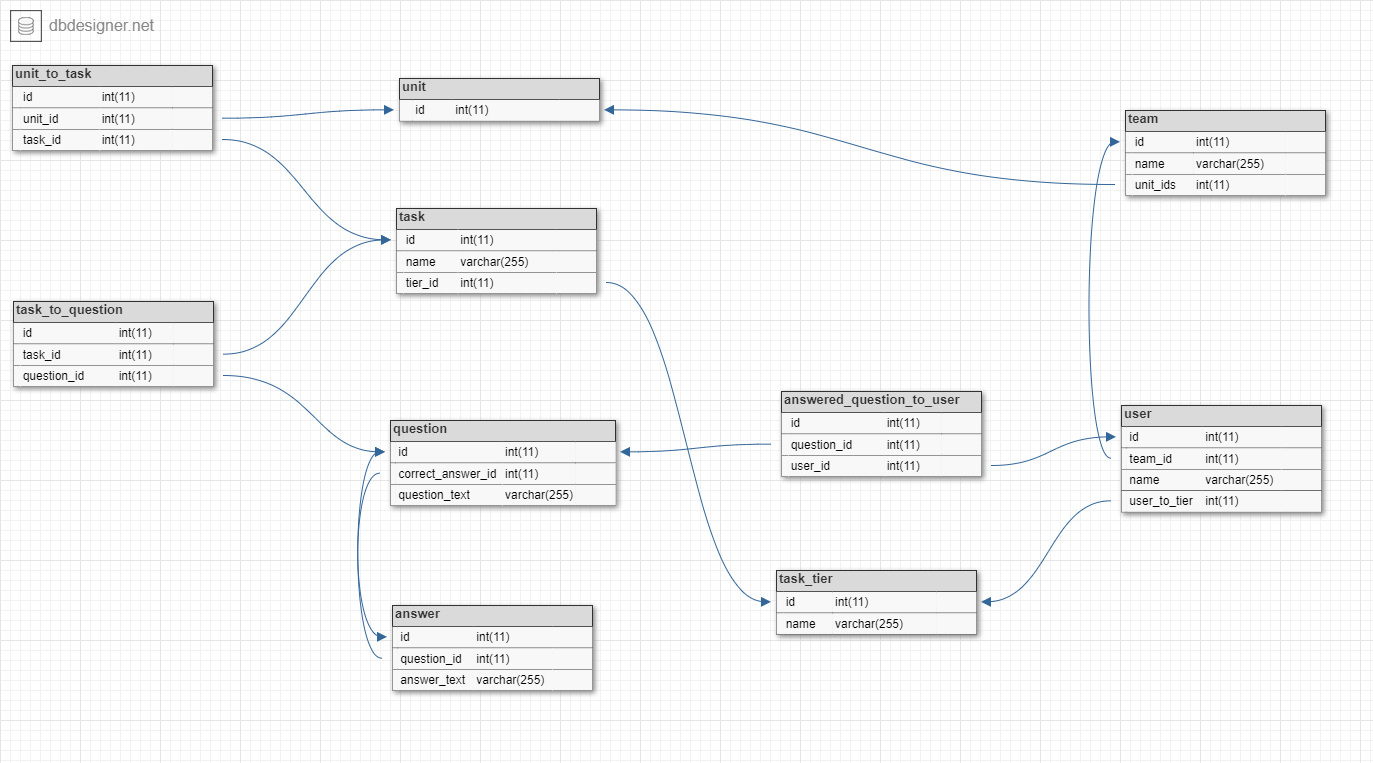 dbdesigner.net
unit_to_task
id int(11)
unit_id int(11)
task_id int(11)
unit
id int(11)
team
id int(11)
name varchar(255)
unit_ids int(11)
task
id int(11)
name varchar(255)
tier_id int(11)
task_to_question
id int(11)
task_id int(11)
question_id int(11)
question
id int(11)
correct_answer_id int(11)
question_text varchar(255)
answered_question_to_user
id int(11)
question_id int(11)
user_id int(11)
user
id int(11)
team_id int(11)
name varchar(255)
user_to_tier int(11)
task_tier
id int(11)
name varchar(255)
answer
id int(11)
question_id int(11)
answer_text varchar(255)